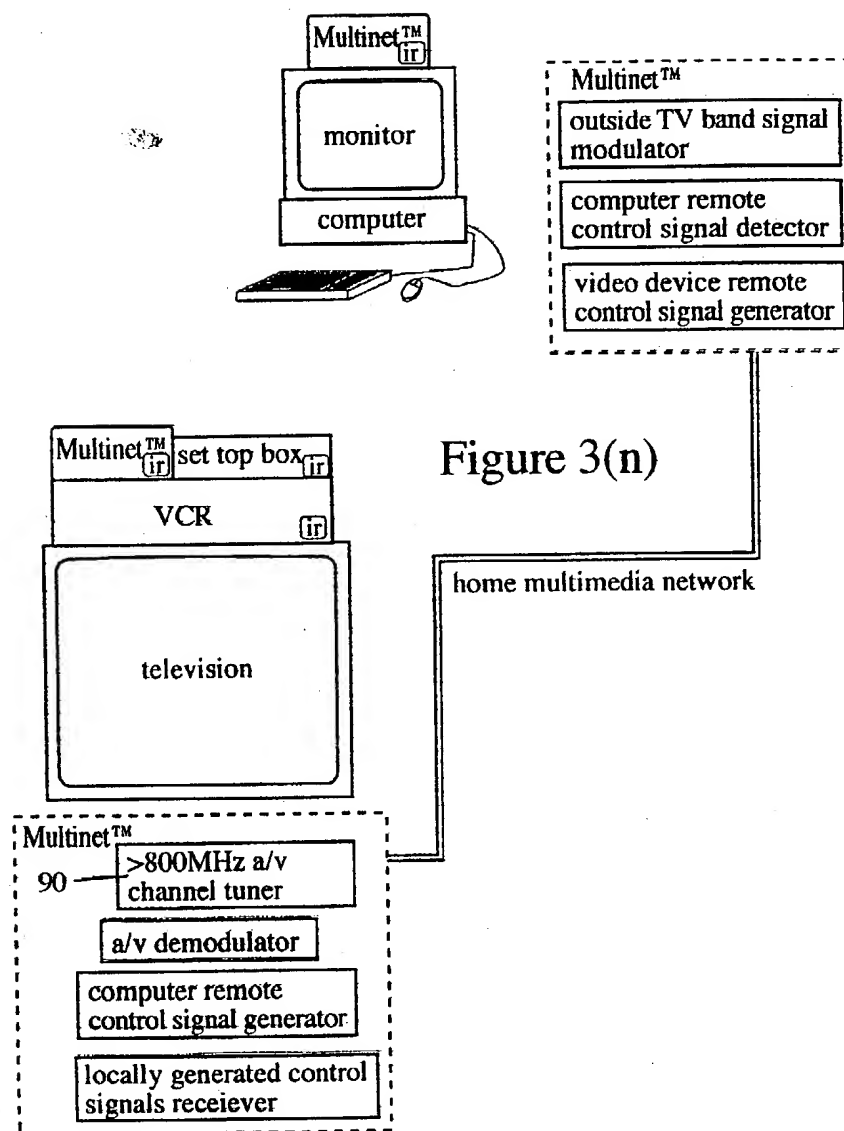 Multinet™
ir
monitor
computer
Multinet™
outside TV band signal
modulator
computer remote
control signal detector
video device remote
control signal generator
Figure 3(n)
Multinet™
ir
set top box
ir
VCR
ir
television
home multimedia network
Multinet™
90
>800MHz a/v
channel tuner
a/v demodulator
computer remote
control signal generator
locally generated control
signals receiever